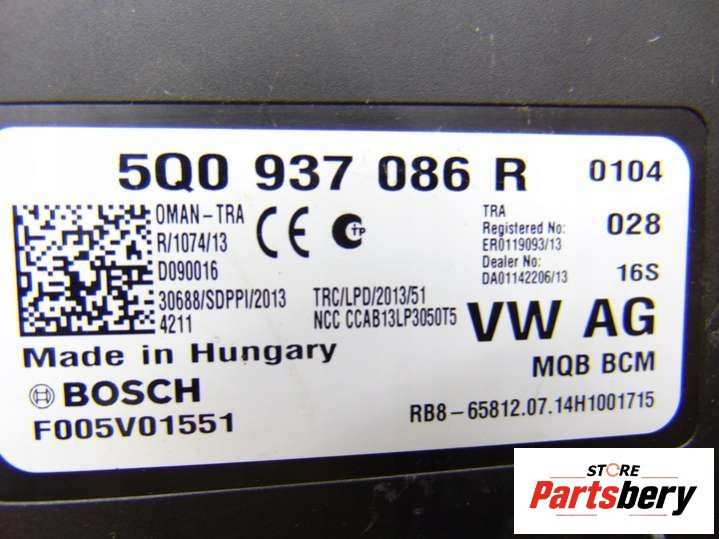 5Q0 937 086 R 0104
OMAN-TRA
R/1074/13
D090016
CE
TP
TRA
Registered No:
ER0119093/13
Dealer No:
DA01142206/13
028
16S
30688/SDPPI/2013
4211
TRC/LPD/2013/51
NCC CCAB13LP3050T5
VW AG
Made in Hungary
MQB BCM
BOSCH
F005V01551
RB8-65812.07.14H1001715
STORE
Partsbery